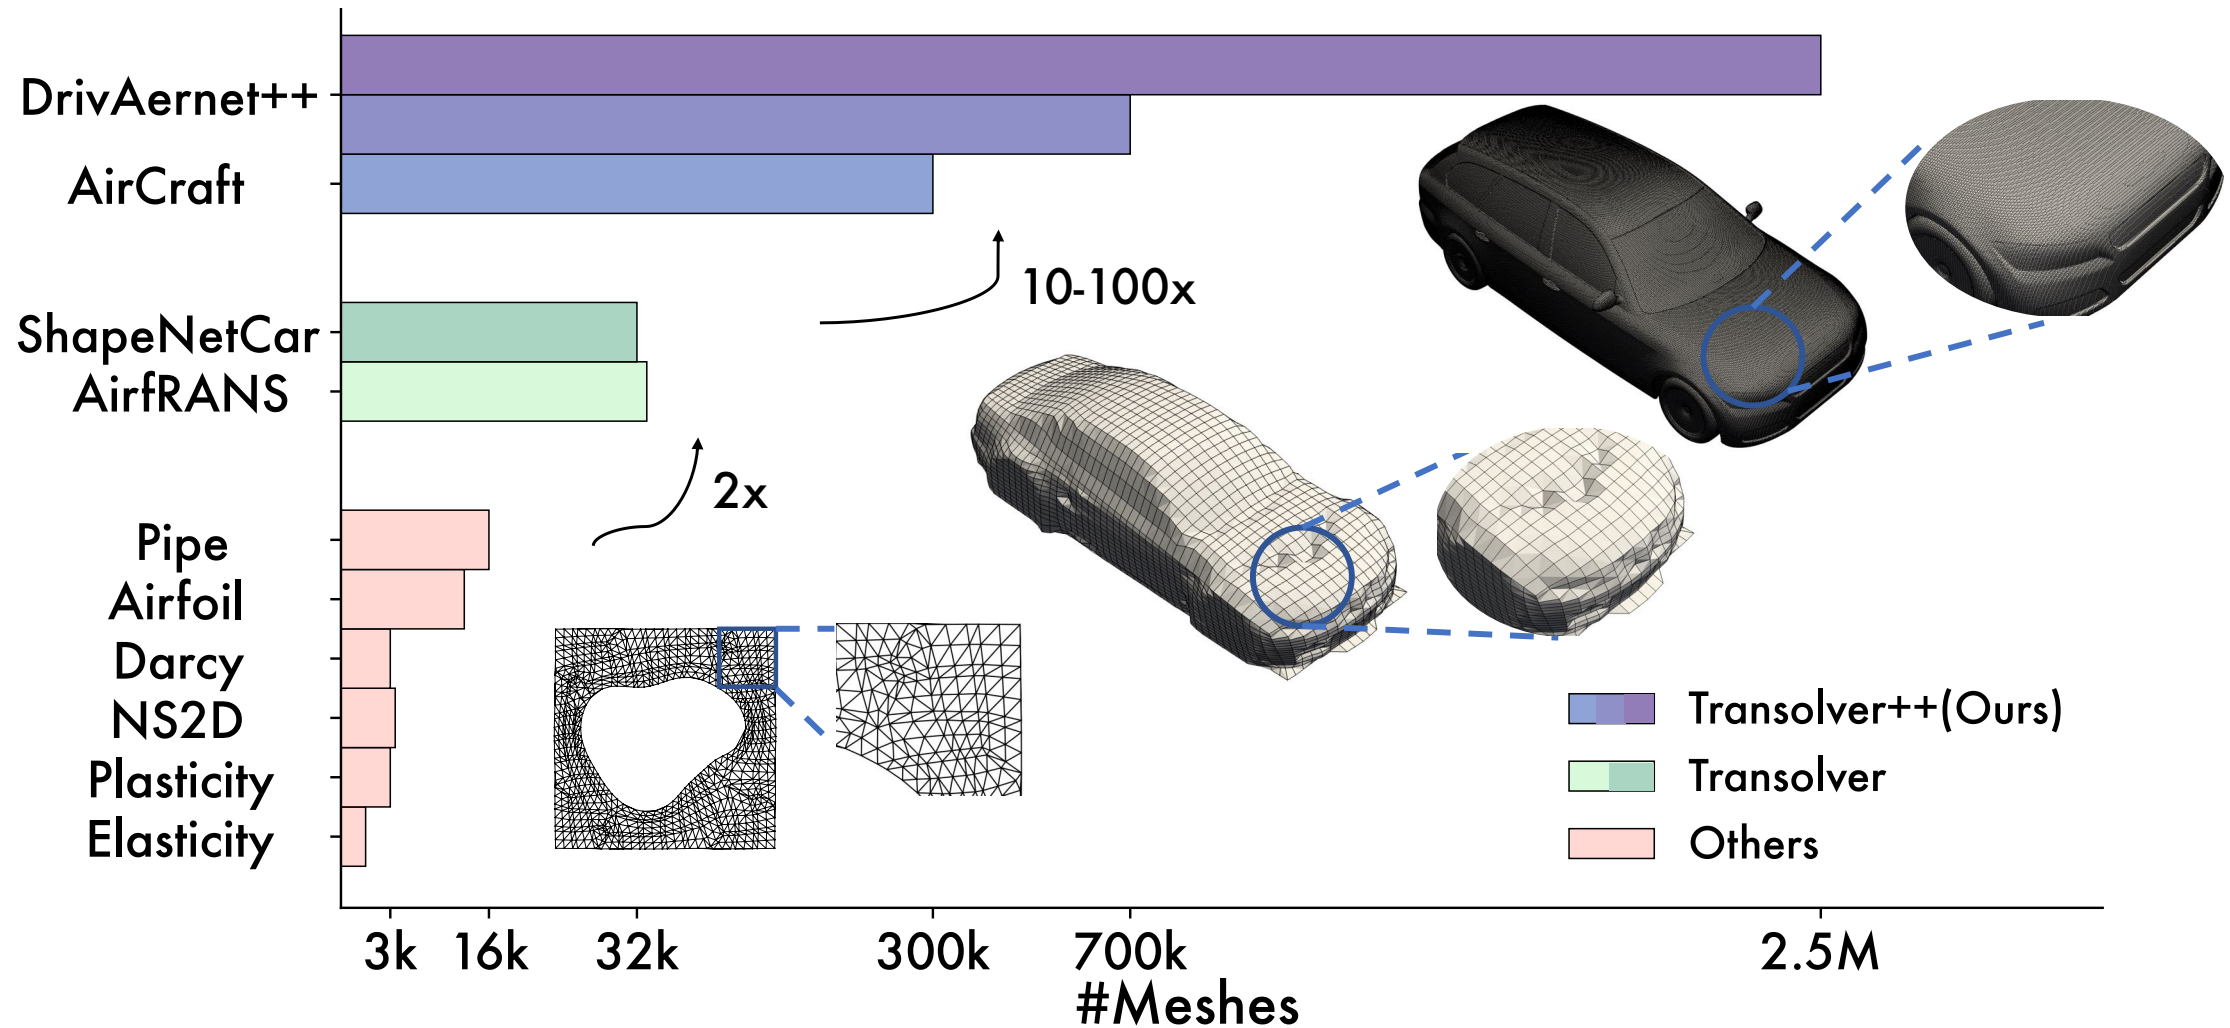 DrivAernet++
AirCraft
10-100x
ShapeNetCar
AirfRANS
2x
Pipe
Airfoil
Darcy
NS2D
Plasticity
Elasticity
Transolver++(Ours)
Transolver
Others
3k 16k 32k 300k 700k 2.5M
#Meshes